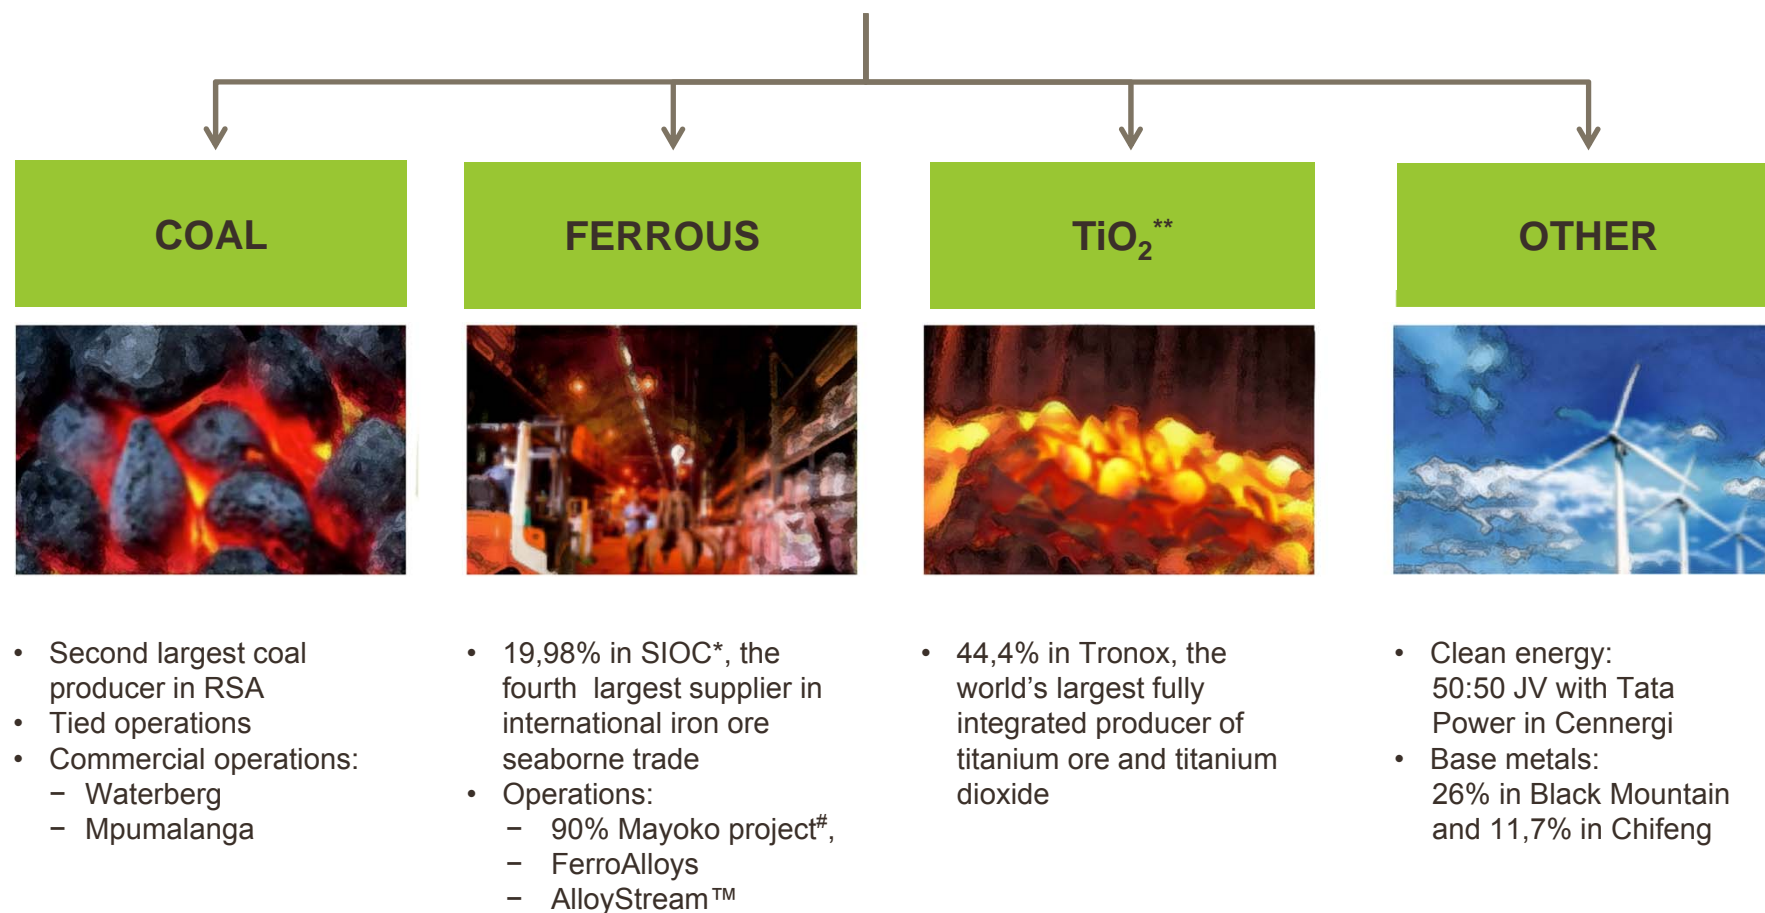 COAL
FERROUS
TiO₂**
OTHER
• Second largest coal
producer in RSA
• Tied operations
• Commercial operations:
− Waterberg
− Mpumalanga
• 19,98% in SIOC*, the
fourth largest supplier in
international iron ore
seaborne trade
• Operations:
− 90% Mayoko project#,
− FerroAlloys
− AlloyStream™
• 44,4% in Tronox, the
world’s largest fully
integrated producer of
titanium ore and titanium
dioxide
• Clean energy:
50:50 JV with Tata
Power in Cennergi
• Base metals:
26% in Black Mountain
and 11,7% in Chifeng